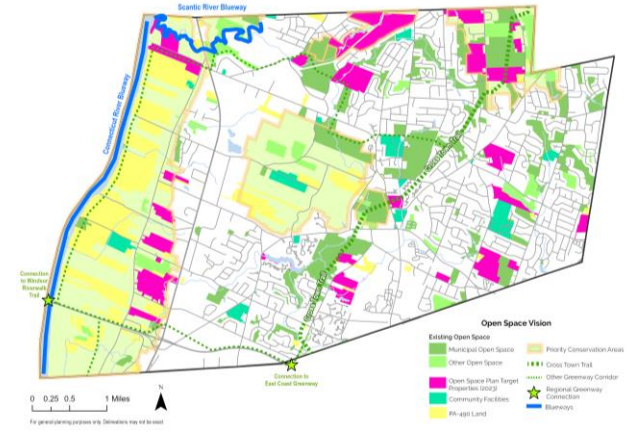 Scantic River Blueway
Connecticut River Blueway
Connection
to Windsor
Riverwalk
Trail
Connection to
East Coast Greenway
N
0 0.25 0.5 1 Miles
For general planning purposes only. Delineations may not be exact.
Open Space Vision
Existing Open Space
Municipal Open Space
Other Open Space
Open Space Plan Target
Properties (2023)
Community Facilities
PA-490 Land
Priority Conservation Areas
Cross Town Trail
Other Greenway Corridor
Regional Greenway
Connection
Blueways